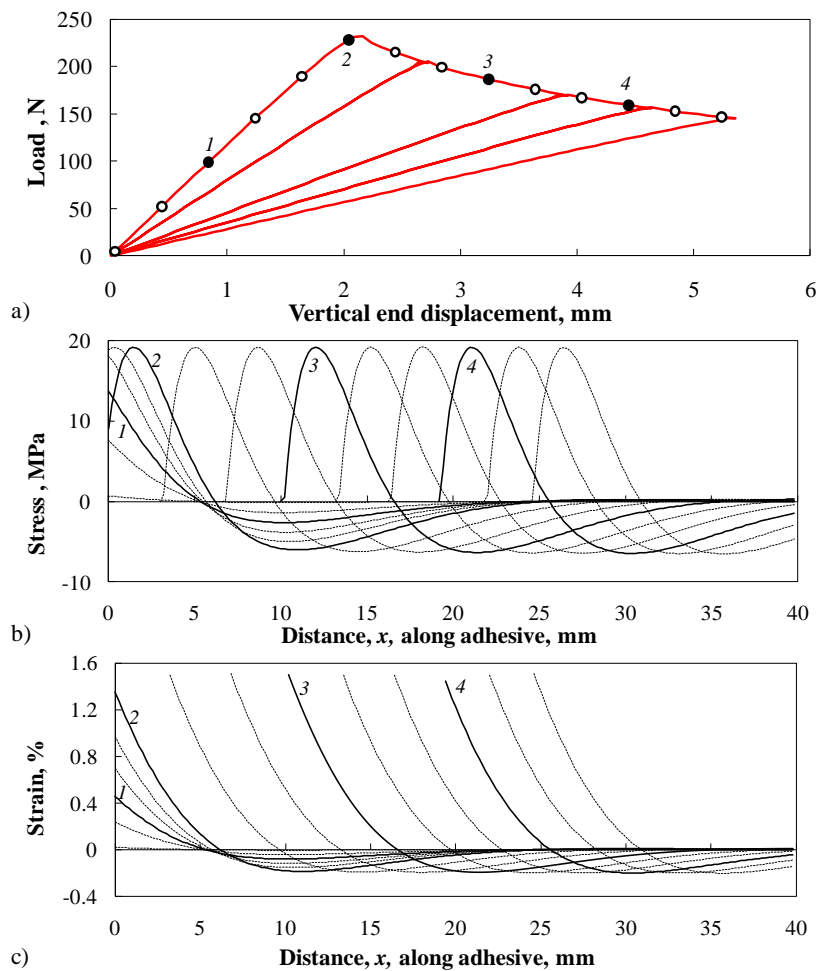 250
200
150
100
50
0
Load , N
1
2
3
4
0 1 2 3 4 5 6
Vertical end displacement, mm
a)
20
10
0
-10
Stress , MPa
1
2
3
4
0 5 10 15 20 25 30 35 40
Distance, x, along adhesive, mm
b)
1.6
1.2
0.8
0.4
0
-0.4
Strain, %
1
2
3
4
0 5 10 15 20 25 30 35 40
Distance, x, along adhesive, mm
c)